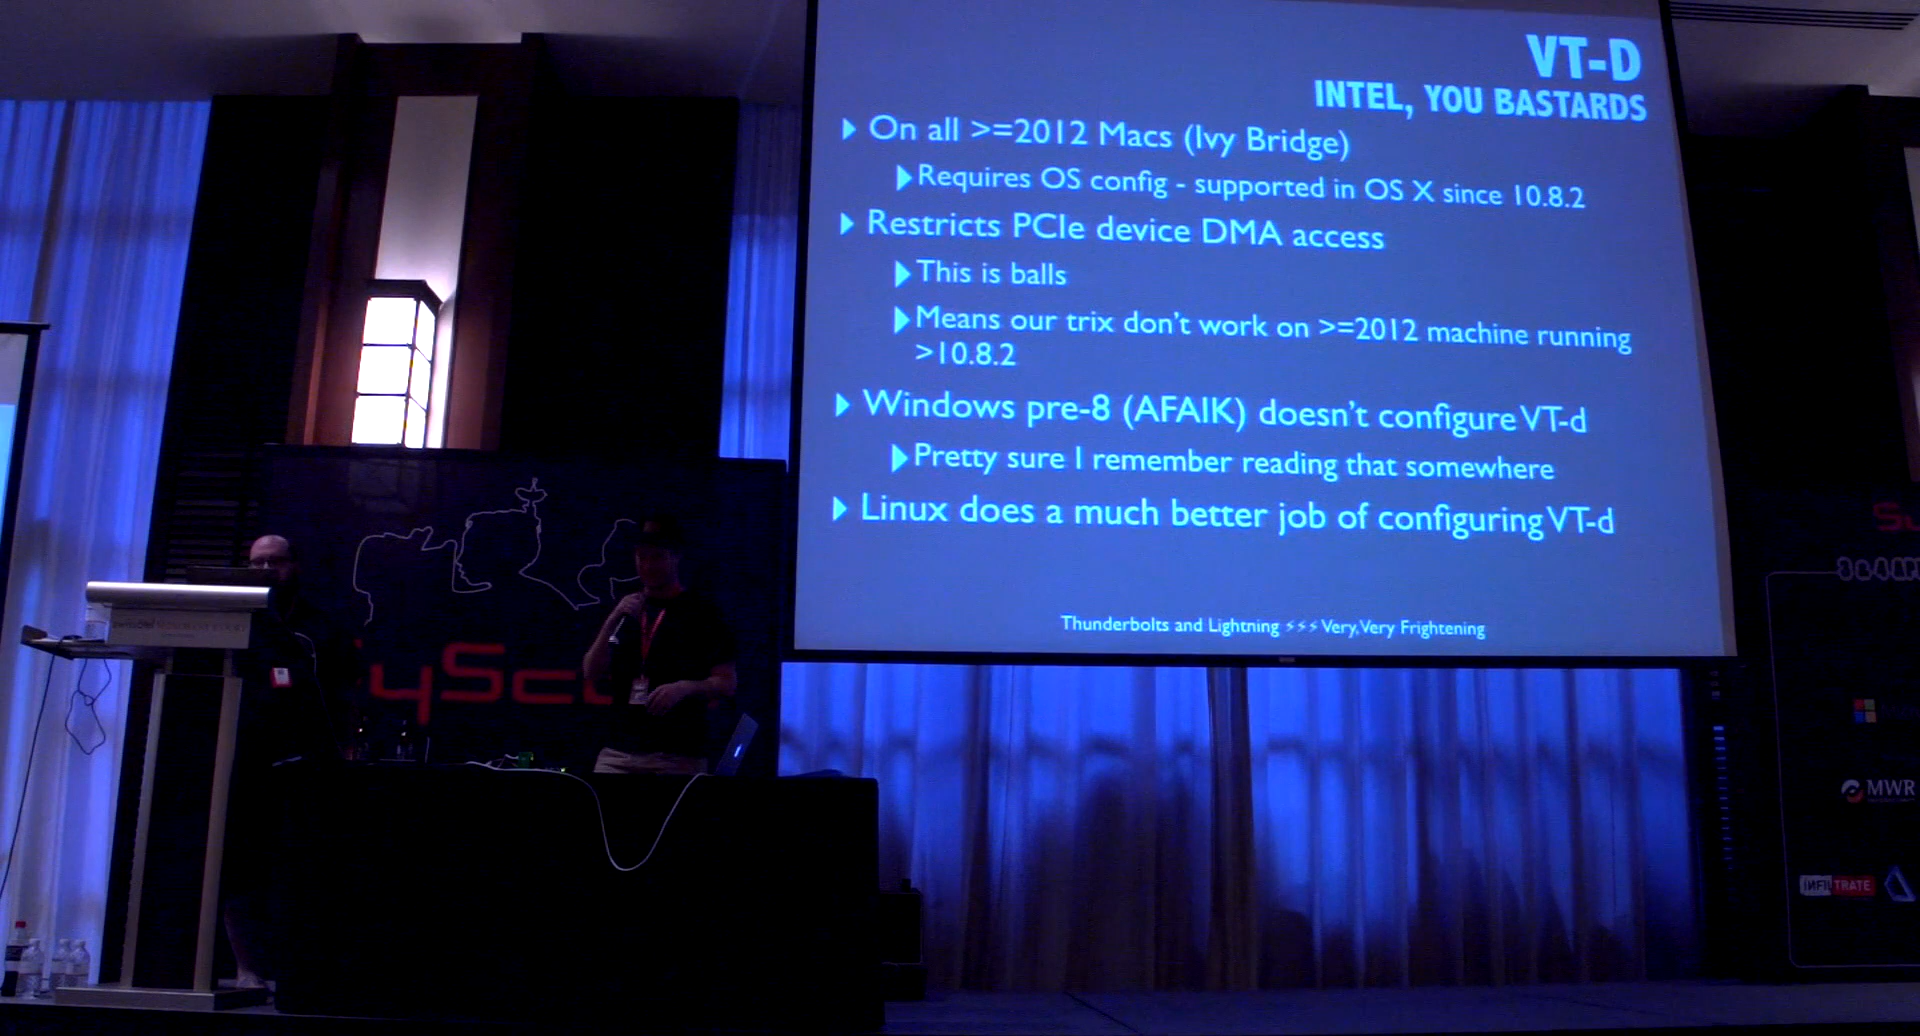 VT-D
INTEL, YOU BASTARDS
On all >=2012 Macs (Ivy Bridge)
Requires OS config - supported in OS X since 10.8.2
Restricts PCIe device DMA access
This is balls
Means our trix don't work on >=2012 machine running
>10.8.2
Windows pre-8 (AFAIK) doesn't configure VT-d
Pretty sure I remember reading that somewhere
Linux does a much better job of configuring VT-d
Thunderbolts and Lightning ⚡⚡⚡ Very, Very Frightening
ySc
MWR
INFILTRATE